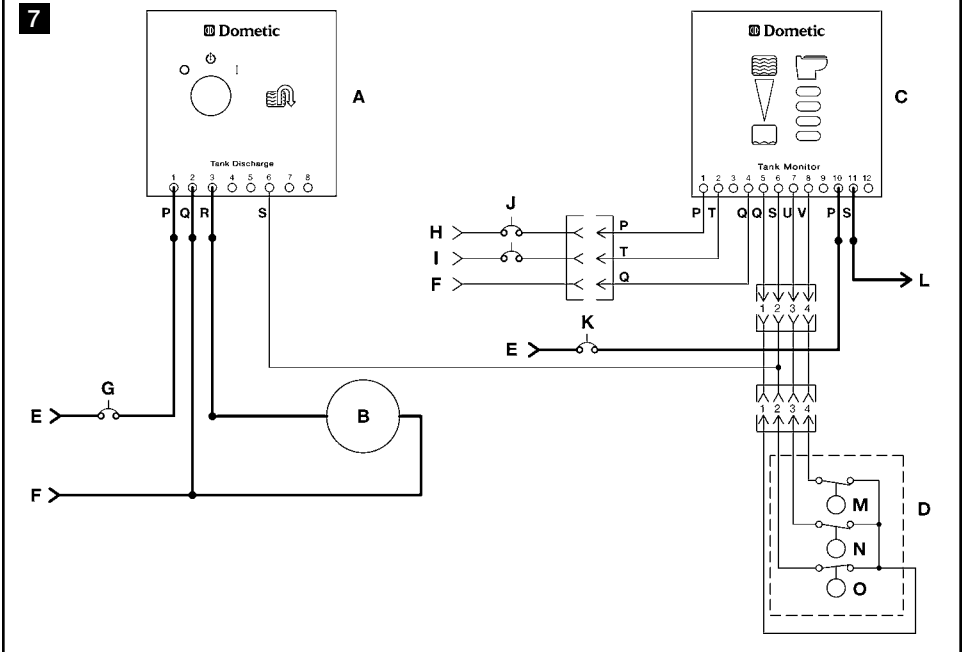 7
Dometic
I
Tank Discharge
1 2 3 4 5 6 7 8
P Q R S
A
Dometic
Tank Monitor
1 2 3 4 5 6 7 8 9 10 11 12
P T Q Q S U V P S
C
J
H
P
I
T
F
Q
L
1 2 3 4
K
E
G
E
B
1 2 3 4
F
M
N
O
D